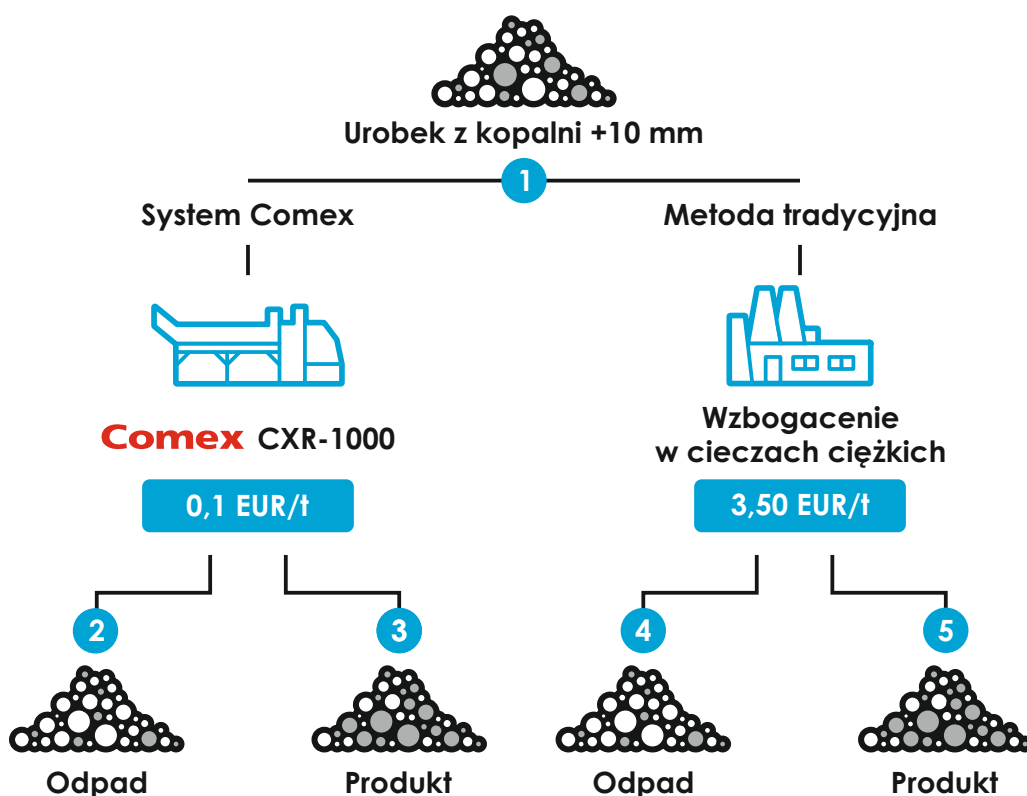 Urobek z kopalni +10 mm
1
System Comex
Metoda tradycyjna
Comex CXR-1000
Wzbogacenie
w cieczach ciężkich
0,1 EUR/t
3,50 EUR/t
2
3
4
5
Odpad
Produkt
Odpad
Produkt